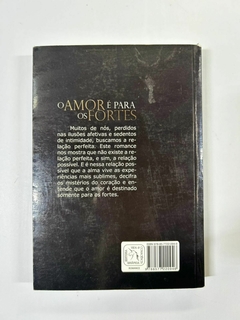 O AMOR É PARA
OS FORTES
Muitos de nós, perdidos
nas ilusões afetivas e sedentos
de intimidade, buscamos a re-
lação perfeita. Este romance
nos mostra que não existe a re-
lação perfeita, e sim, a relação
possível. E é nessa relação pos-
sível que a alma vive as expe-
riências mais sublimes, decifra
os mistérios do coração e en-
tende que o amor é destinado
somente para os fortes.